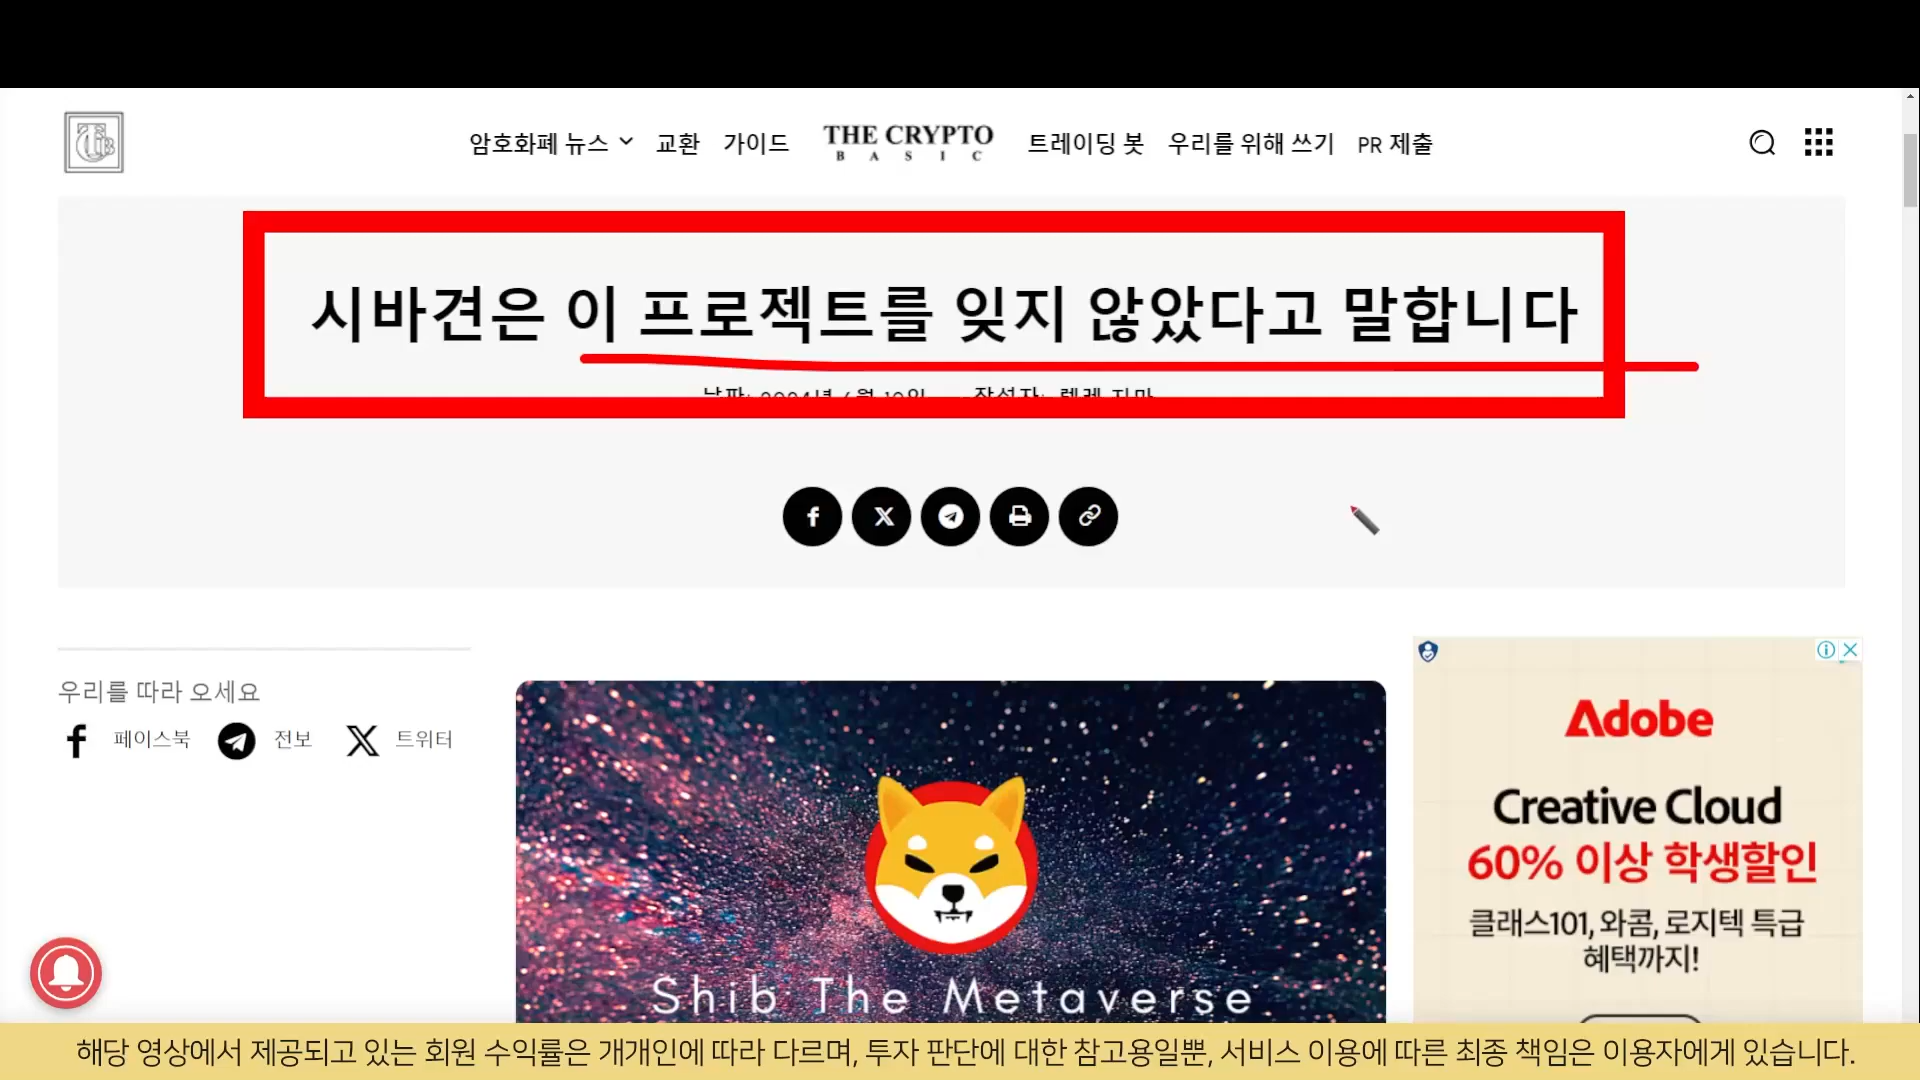 암호화폐 뉴스 교환 가이드 THE CRYPTO BASIC 트레이딩 봇 우리를 위해 쓰기 PR 제출
시바견은 이 프로젝트를 잊지 않았다고 말합니다
우리를 따라 오세요
페이스북 전보 트위터
Shib The Metaverse
Adobe
Creative Cloud
60% 이상 학생할인
클래스101, 와콤, 로지텍 특급
혜택까지!
해당 영상에서 제공되고 있는 회원 수익률은 개개인에 따라 다르며, 투자 판단에 대한 참고용일뿐, 서비스 이용에 따른 최종 책임은 이용자에게 있습니다.